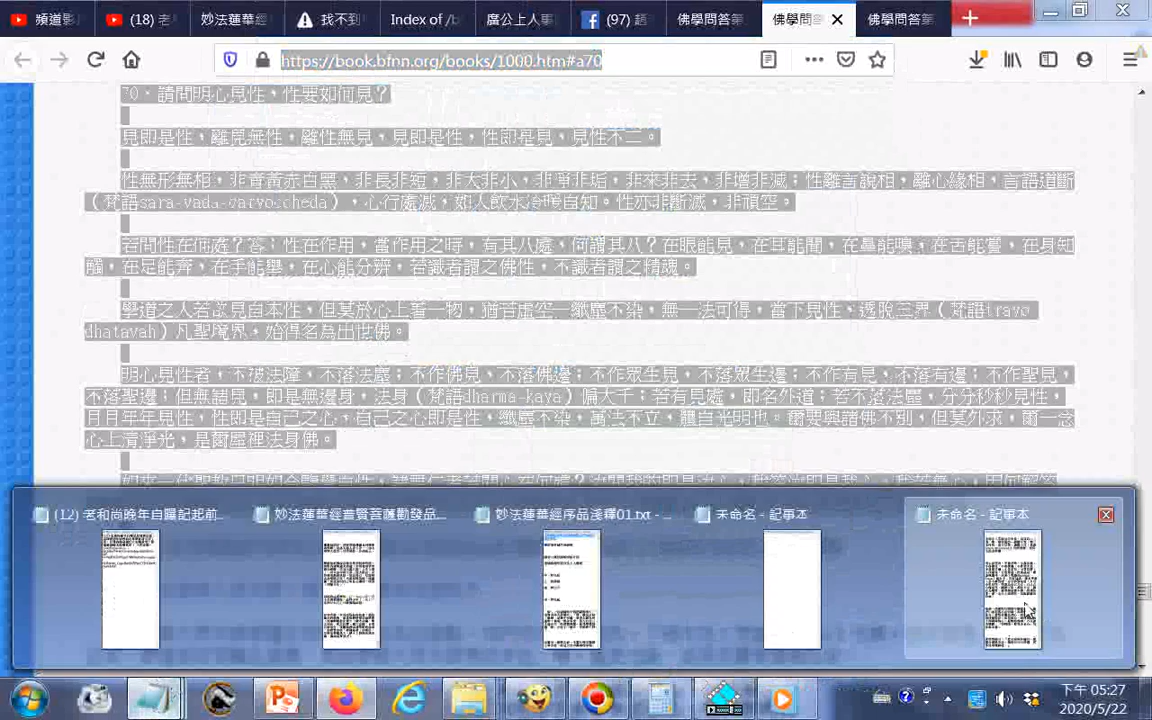 頻道影
(18) 老
妙法蓮華經
找不到
Index of /b
廣公上人事
(97) 趙
佛學問答第
佛學問
佛學問答第
https://book.bfnn.org/books/1000.htm#a70
70、請問明心見性，性要如何見？
見即是性，離見無性，離性無見，見即是性，性即是見，見性不二。
性無形無相，非青黃赤白黑，非長非短，非大非小，非淨非垢，非來非去，非增非減；性離言說相，離心緣相，言語道斷
（梵語sarva-vada-caryoccheda），心行處滅，如人飲水冷暖自知。性亦非斷滅，非頑空。
若問性在何處？答：性在作用，當作用之時，有其八處，何謂其八？在眼能見，在耳能聞，在鼻能嗅，在舌能嘗，在身知
觸，在足能奔，在手能舉，在心能分辨，若識者謂之佛性，不識者謂之精魂。
學道之人若欲見自本性，但莫於心上著一物，猶若虛空一纖塵不染，無一法可得，當下見性、透脫三界（梵語trayo
dhatavah）凡聖境界，始得名為出世佛。
明心見性者，不被法障，不落法塵；不作佛見，不落佛邊；不作眾生見，不落眾生邊；不作有見，不落有邊；不作聖見，
不落聖邊；但無諸見，即是無邊身，法身（梵語dharma-kaya）偏大千；若有見處，即名外道；若不落法塵，分分秒秒見性，
月月年年見性，性即是自己之心，自己之心即是性，纖塵不染，萬法不立，飄自光明也。爾要與諸佛不別，但莫外求，爾一念
心上清淨光，是爾屋裡法身佛。
(12) 老和尚晚年自躡記起前...
妙法蓮華經普賢菩薩勸發品...
妙法蓮華經序品淺釋01.txt - ...
未命名 - 記事本
未命名 - 記事本
下午 05:27
2020/5/22